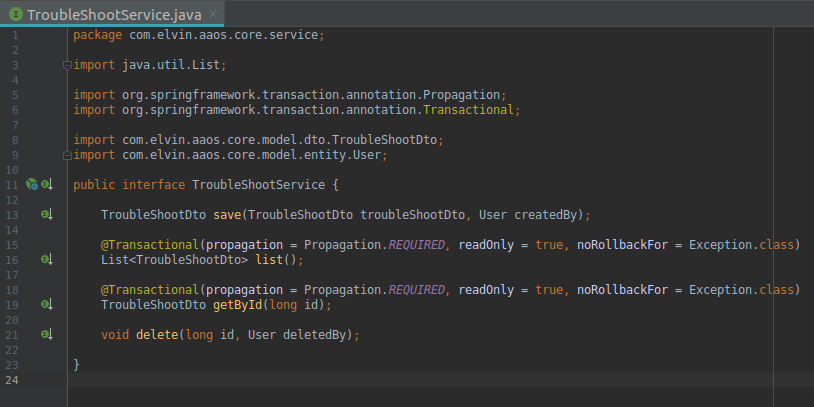 TroubleShootService.java
1 package com.elvin.aaos.core.service;
2
3 import java.util.List;
4
5 import org.springframework.transaction.annotation.Propagation;
6 import org.springframework.transaction.annotation.Transactional;
7
8 import com.elvin.aaos.core.model.dto.TroubleShootDto;
9 import com.elvin.aaos.core.model.entity.User;
10
11 public interface TroubleShootService {
12
13 TroubleShootDto save(TroubleShootDto troubleShootDto, User createdBy);
14
15 @Transactional(propagation = Propagation.REQUIRED, readOnly = true, noRollbackFor = Exception.class)
16 List<TroubleShootDto> list();
17
18 @Transactional(propagation = Propagation.REQUIRED, readOnly = true, noRollbackFor = Exception.class)
19 TroubleShootDto getById(long id);
20
21 void delete(long id, User deletedBy);
22
23 }
24